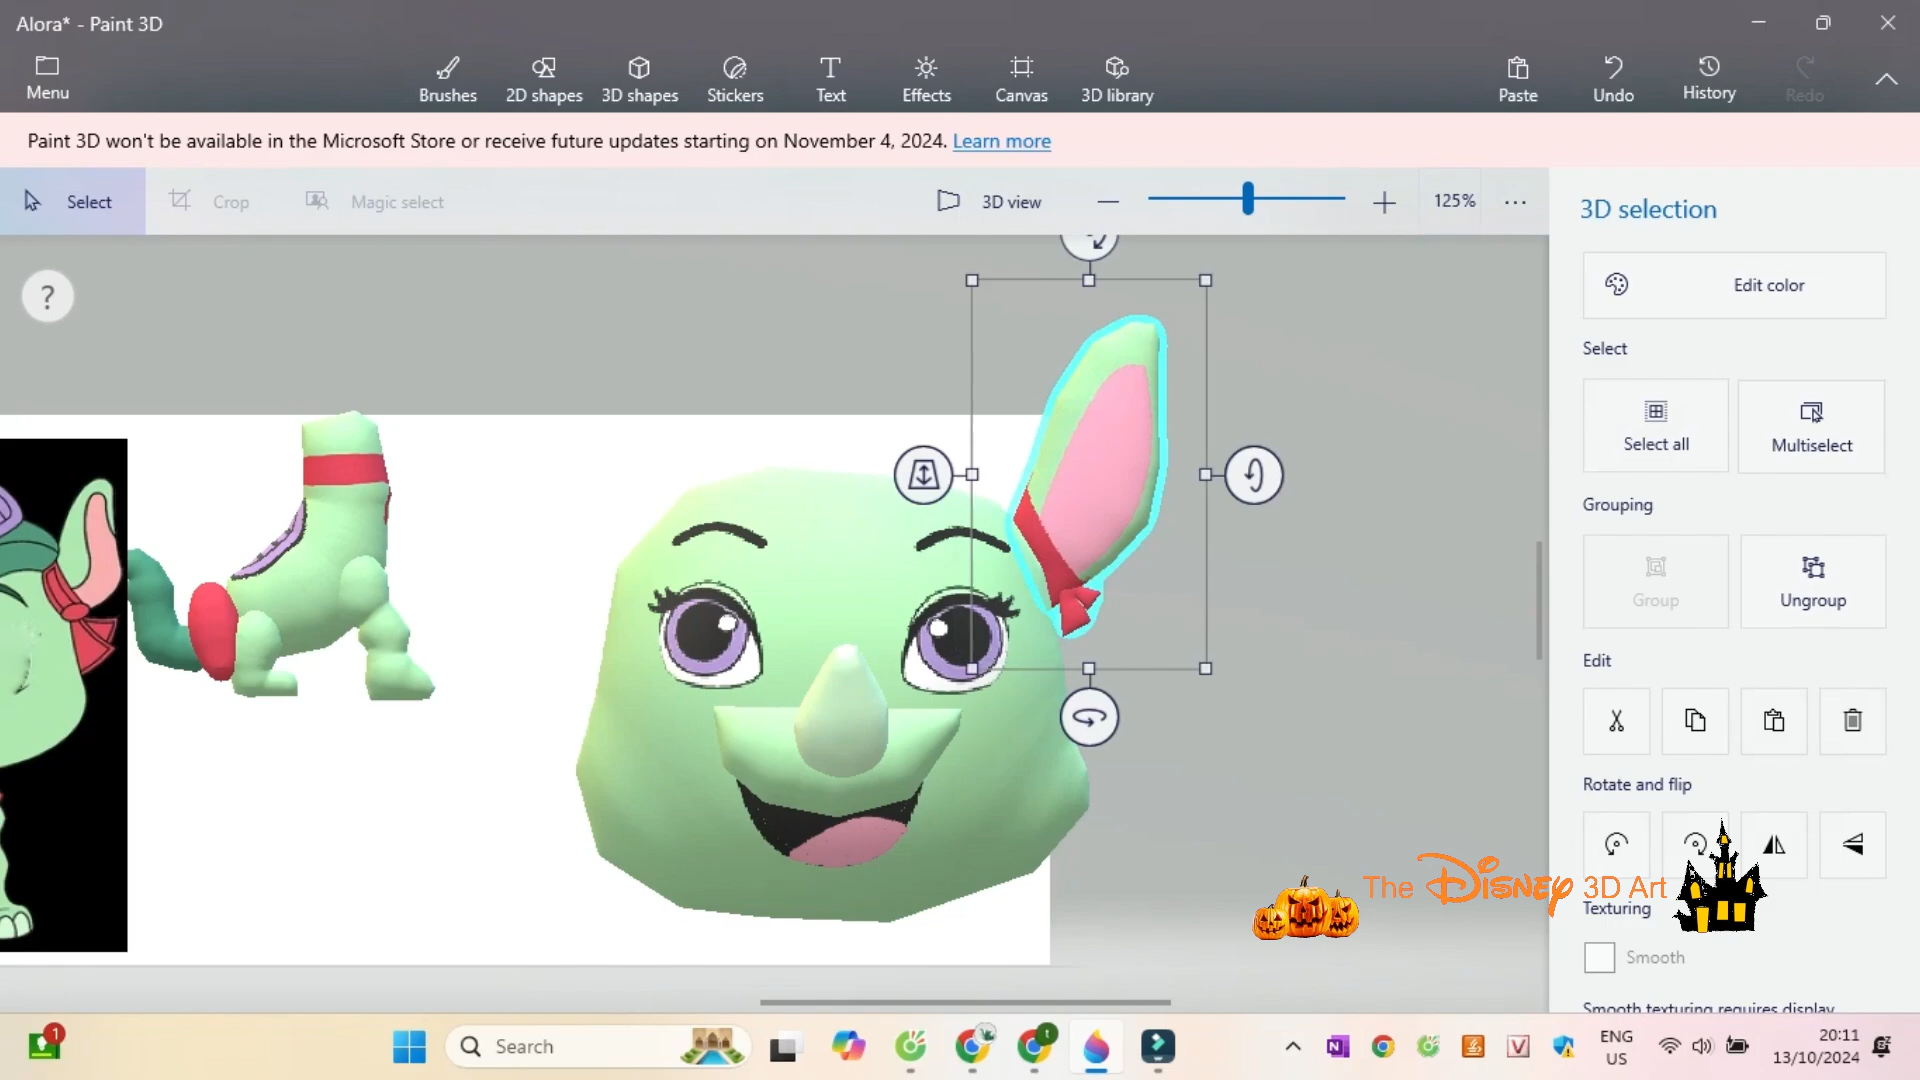 Alora* - Paint 3D
Menu
Brushes
2D shapes
3D shapes
Stickers
Text
Effects
Canvas
3D library
Paste
Undo
History
Redo
Paint 3D won't be available in the Microsoft Store or receive future updates starting on November 4, 2024. Learn more
Select
Crop
Magic select
3D view
125%
3D selection
?
Edit color
Select
Select all
Multiselect
Grouping
Group
Ungroup
Edit
Rotate and flip
The Disney 3D Art
Texturing
Smooth
Smooth texturing requires display
1
Search
t
ENG
US
20:11
13/10/2024